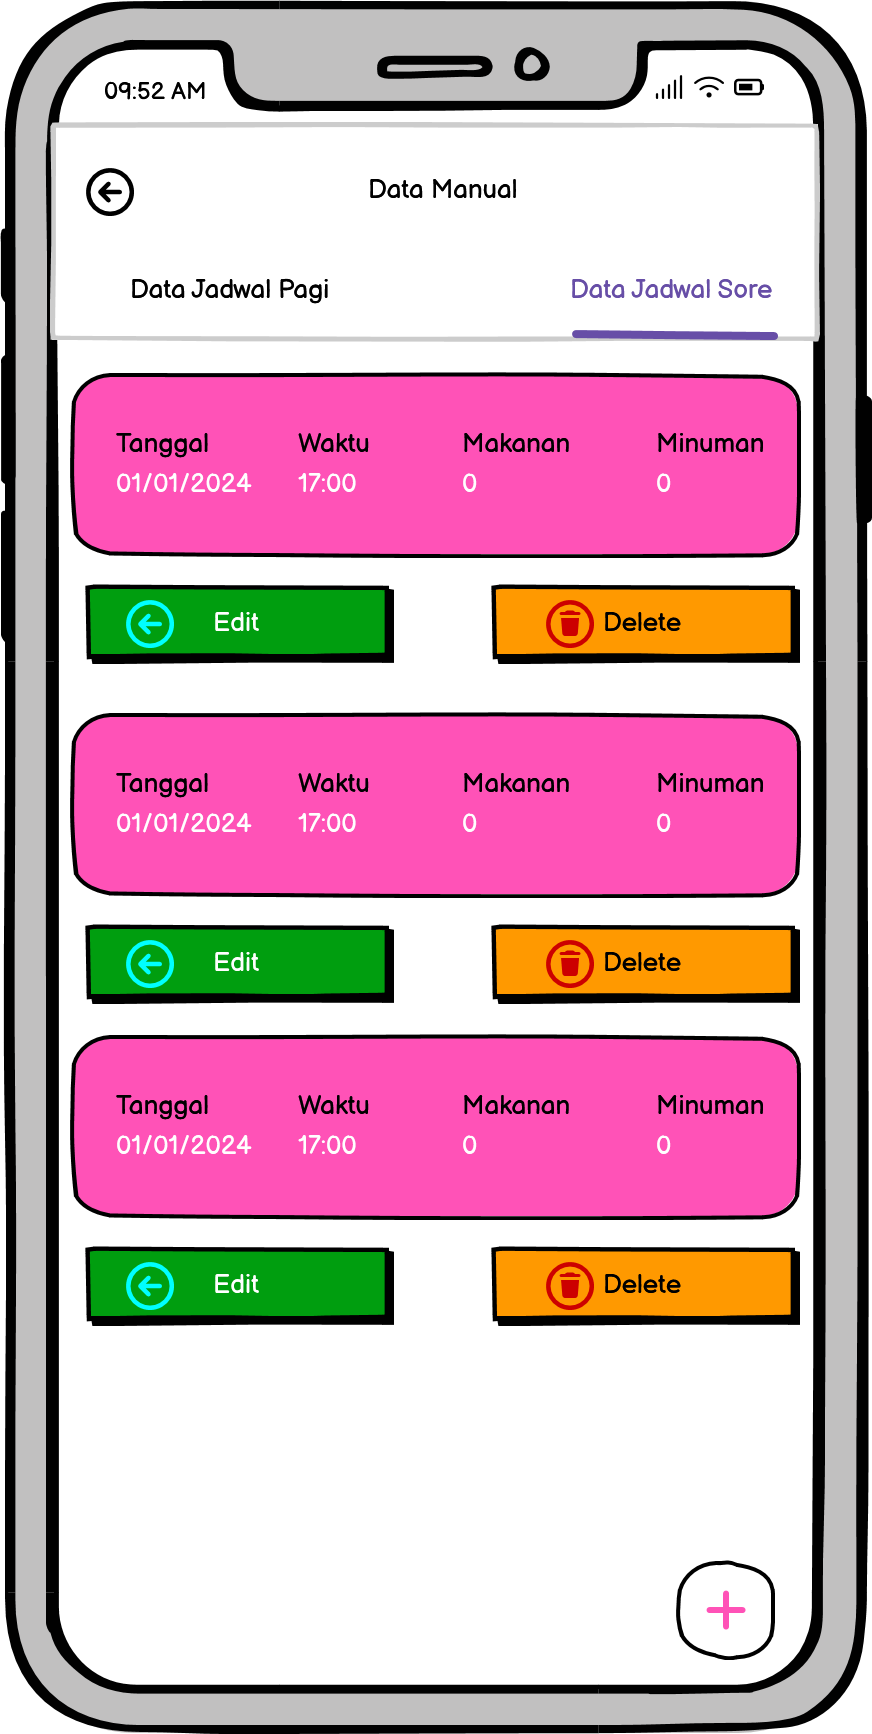 09:52 AM
Data Manual
Data Jadwal Pagi Data Jadwal Sore
Tanggal Waktu Makanan Minuman
01/01/2024 17:00 0 0
Edit Delete
Tanggal Waktu Makanan Minuman
01/01/2024 17:00 0 0
Edit Delete
Tanggal Waktu Makanan Minuman
01/01/2024 17:00 0 0
Edit Delete